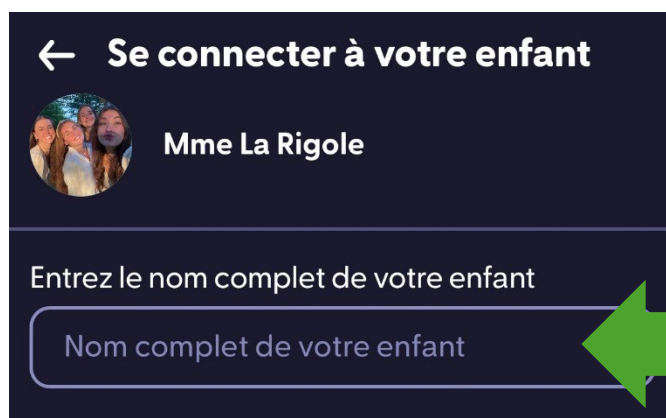 Se connecter à votre enfant
Mme La Rigole
Entrez le nom complet de votre enfant
Nom complet de votre enfant